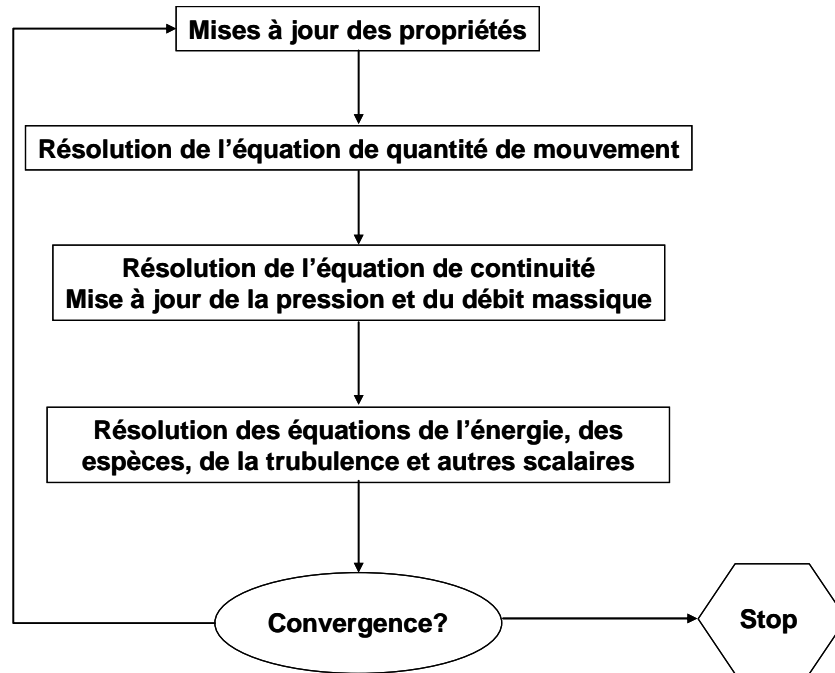 Mises à jour des propriétés
Résolution de l’équation de quantité de mouvement
Résolution de l’équation de continuité
Mise à jour de la pression et du débit massique
Résolution des équations de l’énergie, des
espèces, de la trubulence et autres scalaires
Convergence?
Stop